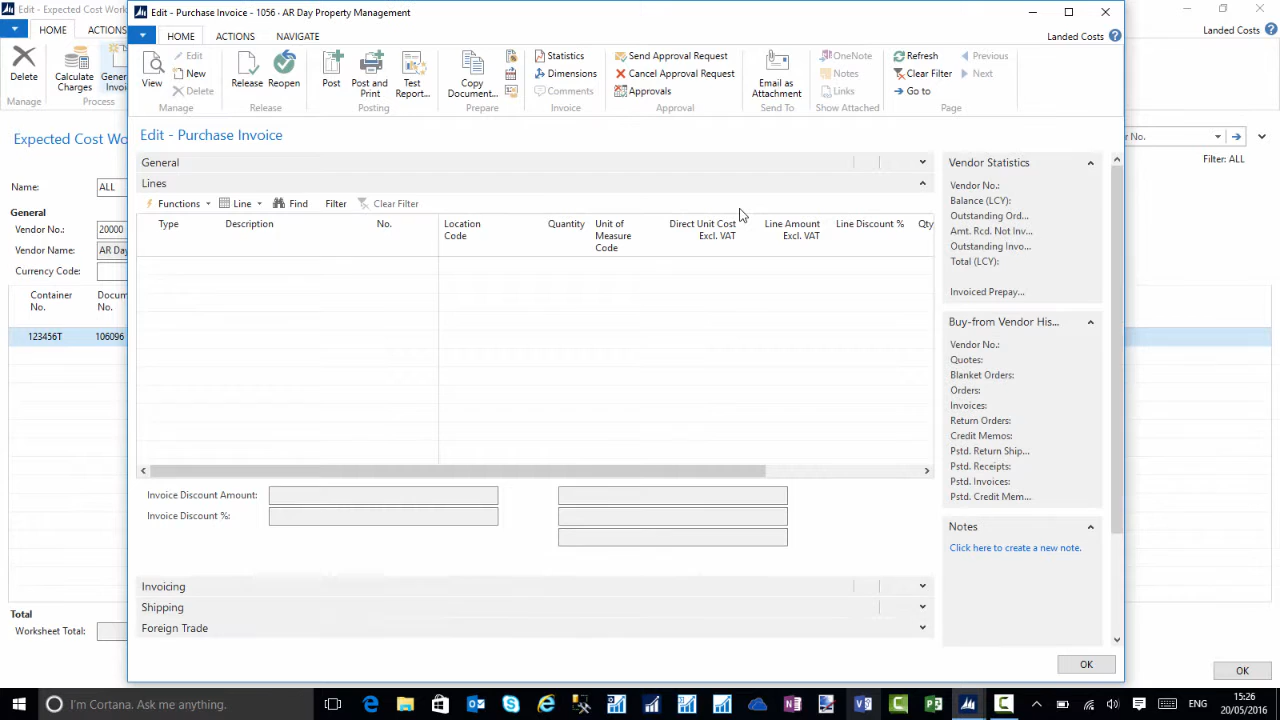 Edit - Expected Cost Work
Edit - Purchase Invoice - 1056 · AR Day Property Management
HOME
ACTIONS
HOME
ACTIONS
NAVIGATE
Landed Costs
Landed Costs
Delete
Calculate Charges
Manage
Process
View
Edit
New
Delete
Manage
Release
Reopen
Release
Post
Post and Print
Test Report...
Posting
Copy Document...
Prepare
Statistics
Dimensions
Comments
Invoice
Send Approval Request
Cancel Approval Request
Approvals
Approval
Email as Attachment
Send To
OneNote
Notes
Links
Show Attached
Refresh
Clear Filter
Go to
Previous
Next
Page
Expected Cost Wo
Filter: ALL
Name:
ALL
General
Vendor No.:
20000
Vendor Name:
AR Day
Currency Code:
Container No.
123456T
106096
Total
Worksheet Total:
OK
Edit - Purchase Invoice
General
Lines
Functions
Line
Find
Filter
Clear Filter
Type
Description
No.
Location Code
Quantity
Unit of Measure Code
Direct Unit Cost Excl. VAT
Line Amount Excl. VAT
Line Discount %
Qty
Invoice Discount Amount:
Invoice Discount %:
Invoicing
Shipping
Foreign Trade
Vendor Statistics
Vendor No.:
Balance (LCY):
Outstanding Ord...
Amt. Rcd. Not Inv...
Outstanding Invo...
Total (LCY):
Invoiced Prepay...
Buy-from Vendor His...
Vendor No.:
Quotes:
Blanket Orders:
Orders:
Invoices:
Return Orders:
Credit Memos:
Pstd. Return Ship...
Pstd. Receipts:
Pstd. Invoices:
Pstd. Credit Mem...
Notes
Click here to create a new note.
OK
I'm Cortana. Ask me anything.
ENG
15:26
20/05/2016